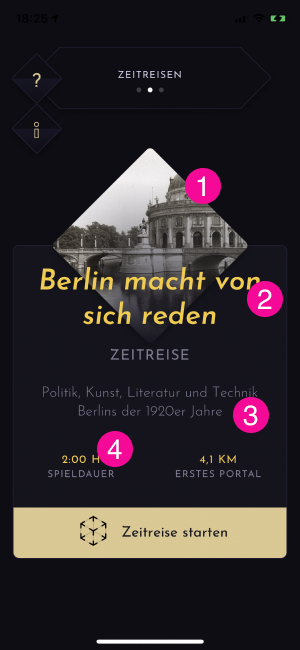 18:25
?
ZEITREISEN
i
1
Berlin macht von
2
sich reden
ZEITREISE
Politik, Kunst, Literatur und Technik
Berlins der 1920er Jahre
3
4
2:00 H
4,1 KM
SPIELDAUER
ERSTES PORTAL
Zeitreise starten